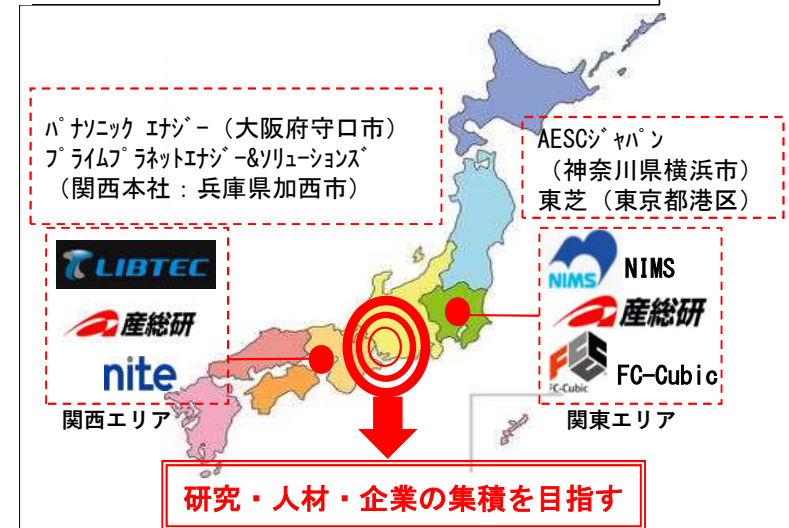 ﾊﾟﾅｿﾆｯｸ ｴﾅｼﾞｰ（大阪府守口市）
ﾌﾟﾗｲﾑﾌﾟﾗﾈｯﾄｴﾅｼﾞｰ&ｿﾘｭｰｼｮﾝｽﾞ
（関西本社：兵庫県加西市）
AESCｼﾞｬﾊﾟﾝ
（神奈川県横浜市）
東芝（東京都港区）
LIBTEC
産総研
nite
関西エリア
NIMS NIMS
産総研
FC-Cubic FC-Cubic
関東エリア
研究・人材・企業の集積を目指す